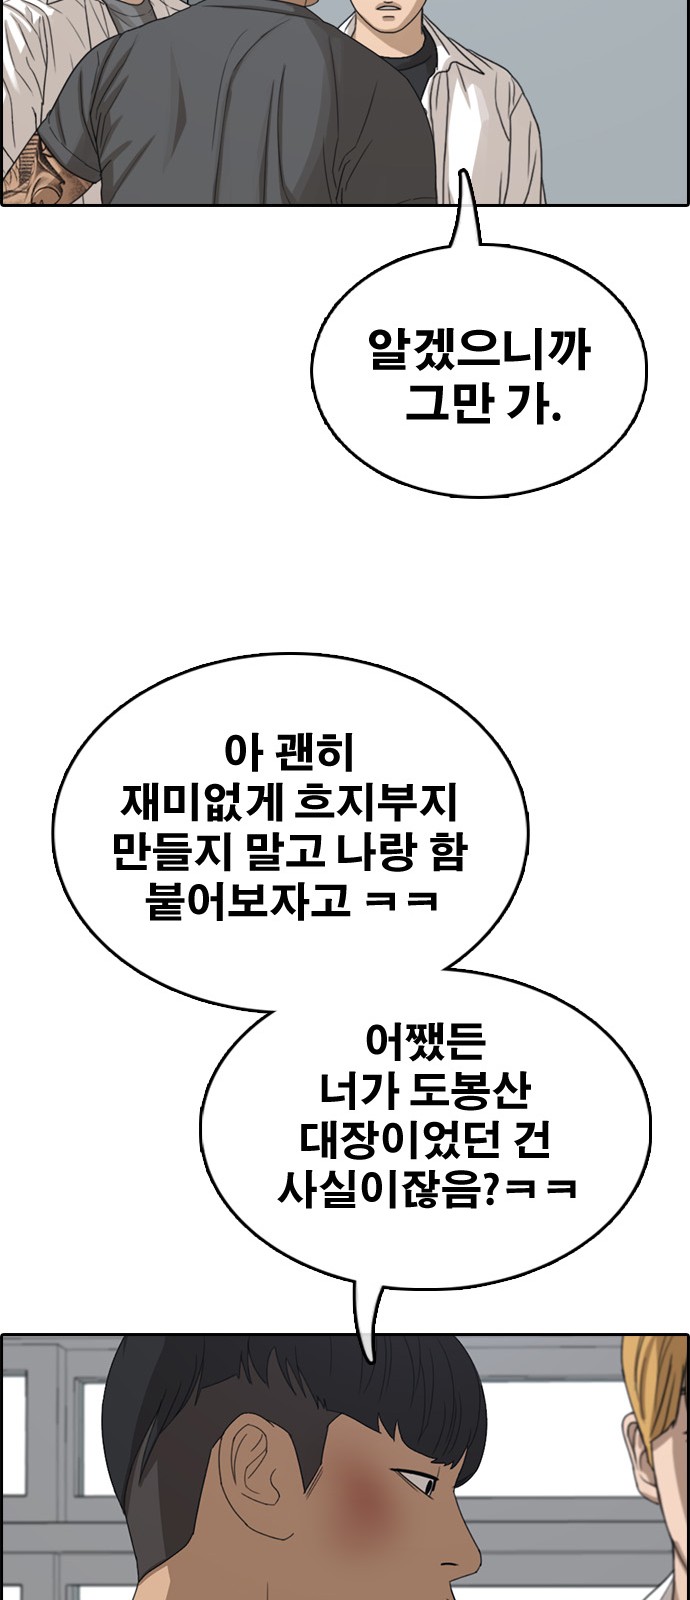 알겠으니까
그만 가.
아 괜히
재미없게 흐지부지
만들지 말고 나랑 함
붙어보자고 ㅋㅋ
어쨌든
너가 도봉산
대장이었던 건
사실이잖음?ㅋㅋ